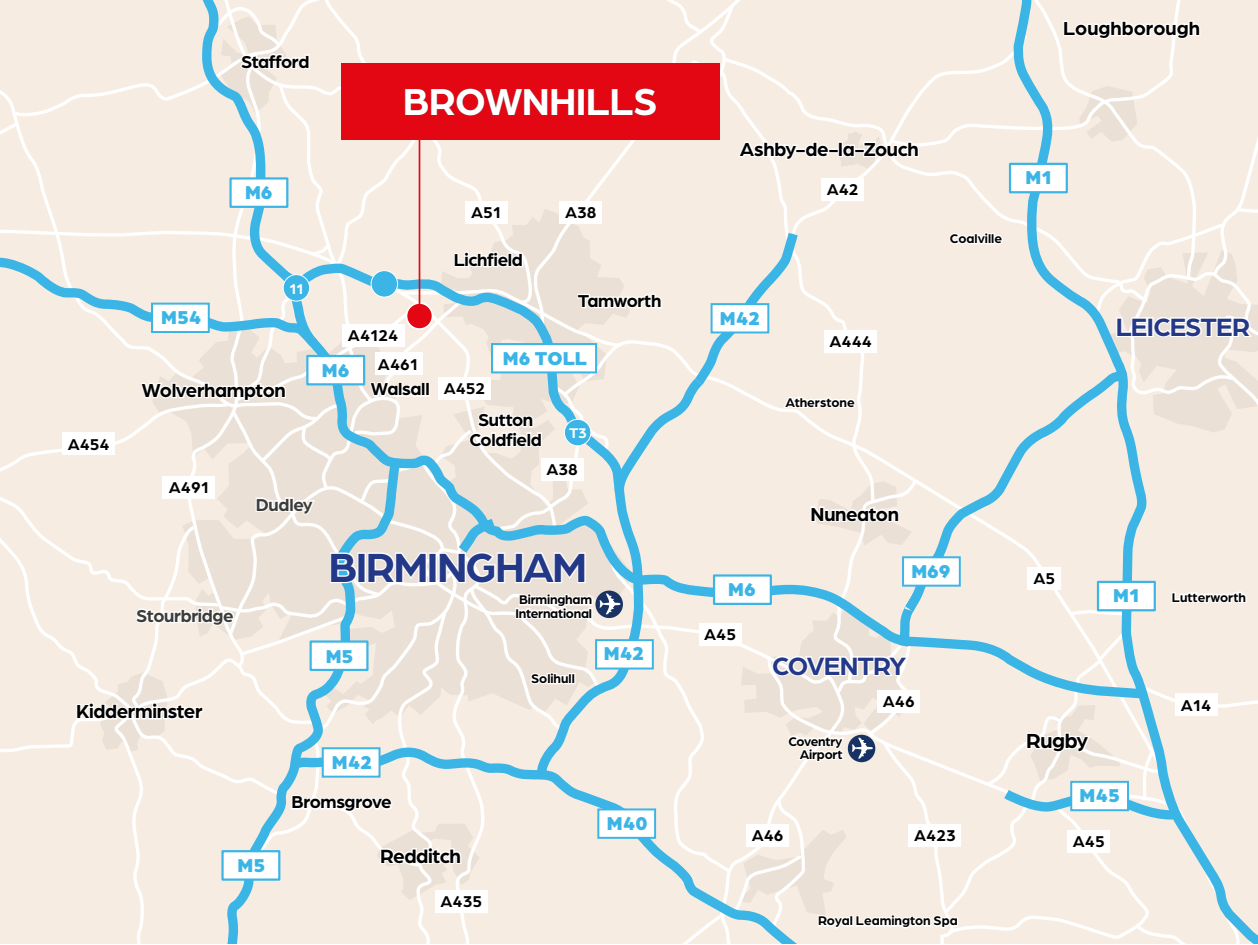 Loughborough
Stafford
BROWNHILLS
Ashby-de-la-Zouch
M1
A42
M6
A51
A38
Coalville
Lichfield
11
Tamworth
M54
M42
LEICESTER
A4124
A444
M6 TOLL
A461
M6
Wolverhampton
Walsall
A452
Atherstone
Sutton
Coldfield
T3
A454
A38
A491
Dudley
Nuneaton
BIRMINGHAM
M69
A5
M6
M1
Lutterworth
Birmingham
International
Stourbridge
A45
M5
M42
COVENTRY
Solihull
A46
A14
Kidderminster
Rugby
Coventry
Airport
M42
M45
Bromsgrove
M40
A46
A423
A45
Redditch
M5
A435
Royal Leamington Spa